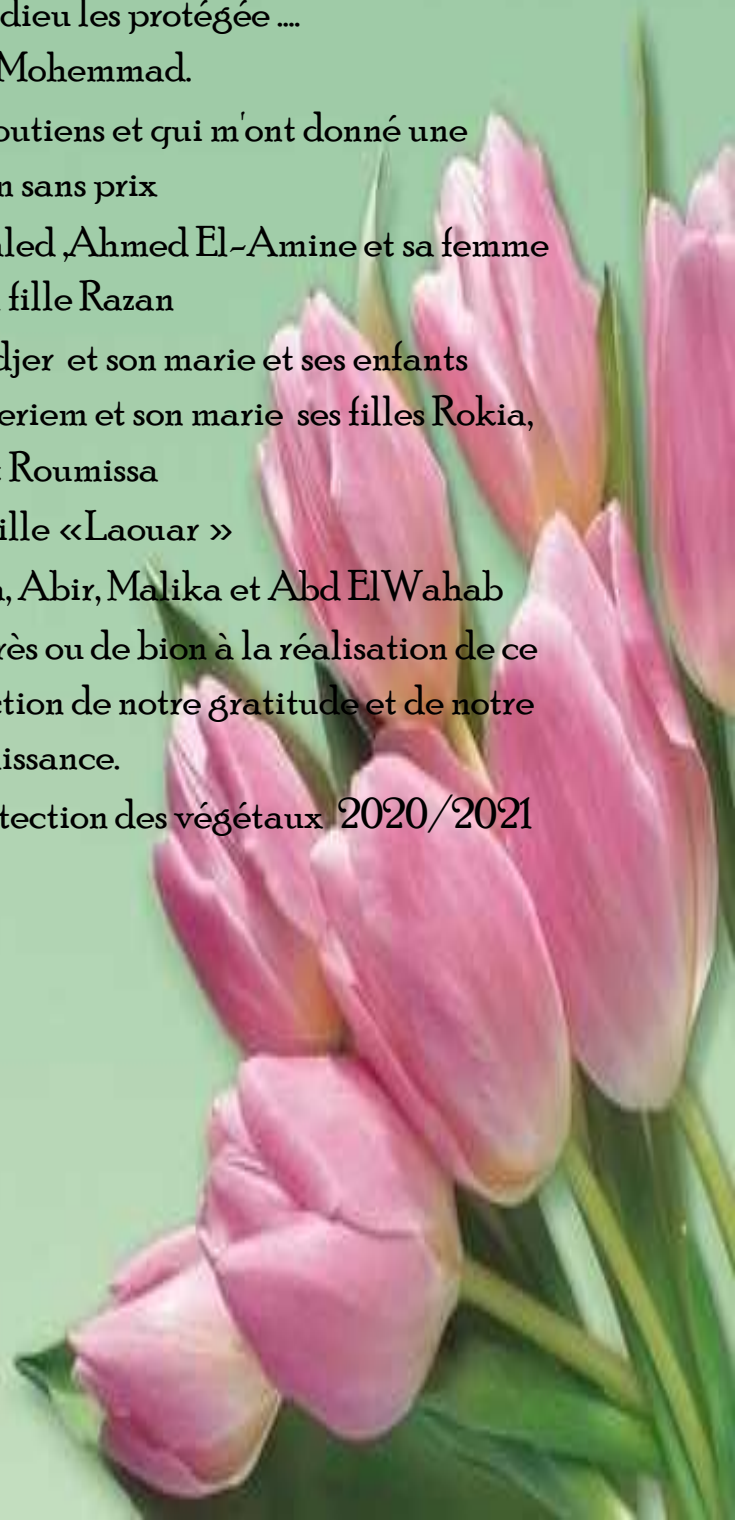 dieu les protégée ....
Mohemmad.
outiens et qui m'ont donné une
n sans prix
led ,Ahmed El-Amine et sa femme
fille Razan
djer et son marie et ses enfants
eriem et son marie ses filles Rokia,
t Roumissa
ille «Laouar »
, Abir, Malika et Abd ElWahab
rès ou de bion à la réalisation de ce
ction de notre gratitude et de notre
issance.
tection des végétaux 2020/2021